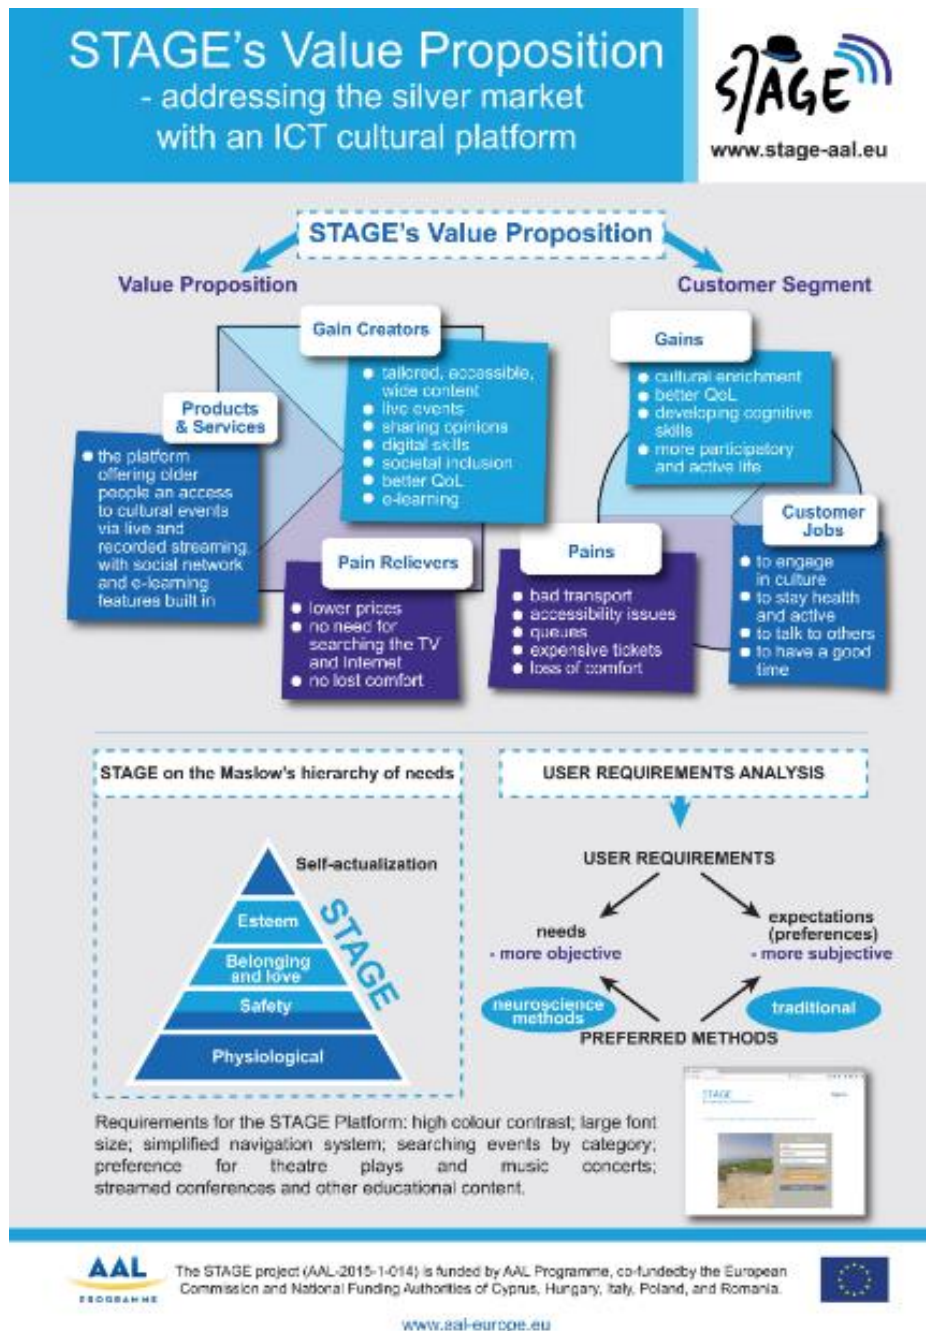 STAGE's Value Proposition
- addressing the silver market
with an ICT cultural platform
STAGE
www.stage-aal.eu
STAGE's Value Proposition
Value Proposition
Customer Segment
Gain Creators
tailored, accessible,
wide content
live events
sharing opinions
digital skills
societal inclusion
better QoL
e-learning
Products
& Services
the platform
offering older
people an access
to cultural events
via live and
recorded streaming,
with social network
and e-learning
features built in
Pain Relievers
lower prices
no need for
searching the TV
and Internet
no lost comfort
Gains
cultural enrichment
better QoL
developing cognitive
skills
more participatory
and active life
Pains
bad transport
accessibility issues
queues
expensive tickets
loss of comfort
Customer
Jobs
to engage
in culture
to stay health
and active
to talk to others
to have a good
time
STAGE on the Maslow's hierarchy of needs
Self-actualization
Esteem
Belonging
and love
Safety
Physiological
STAGE
USER REQUIREMENTS ANALYSIS
USER REQUIREMENTS
needs
- more objective
expectations
(preferences)
- more subjective
neuroscience
methods
traditional
PREFERRED METHODS
Requirements for the STAGE Platform: high colour contrast; large font
size; simplified navigation system; searching events by category;
preference for theatre plays and music concerts;
streamed conferences and other educational content.
STAGE
AAL
PROGRAMME
The STAGE project (AAL-2015-1-014) is funded by AAL Programme, co-fundedby the European
Commission and National Funding Authorities of Cyprus, Hungary, Italy, Poland, and Romania.
www.aal-europe.eu